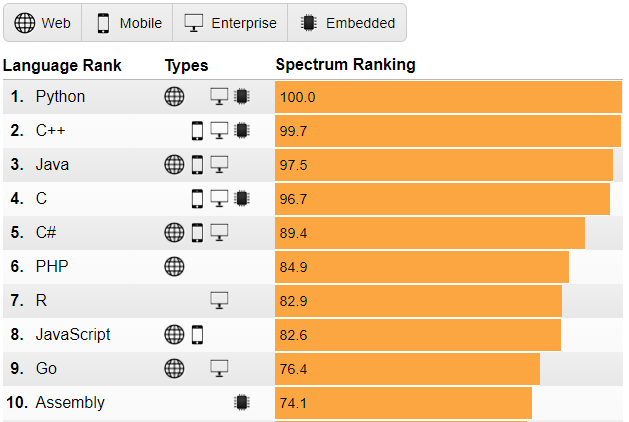 Web Mobile Enterprise Embedded
Language Rank Types Spectrum Ranking
1. Python 100.0
2. C++ 99.7
3. Java 97.5
4. C 96.7
5. C# 89.4
6. PHP 84.9
7. R 82.9
8. JavaScript 82.6
9. Go 76.4
10. Assembly 74.1